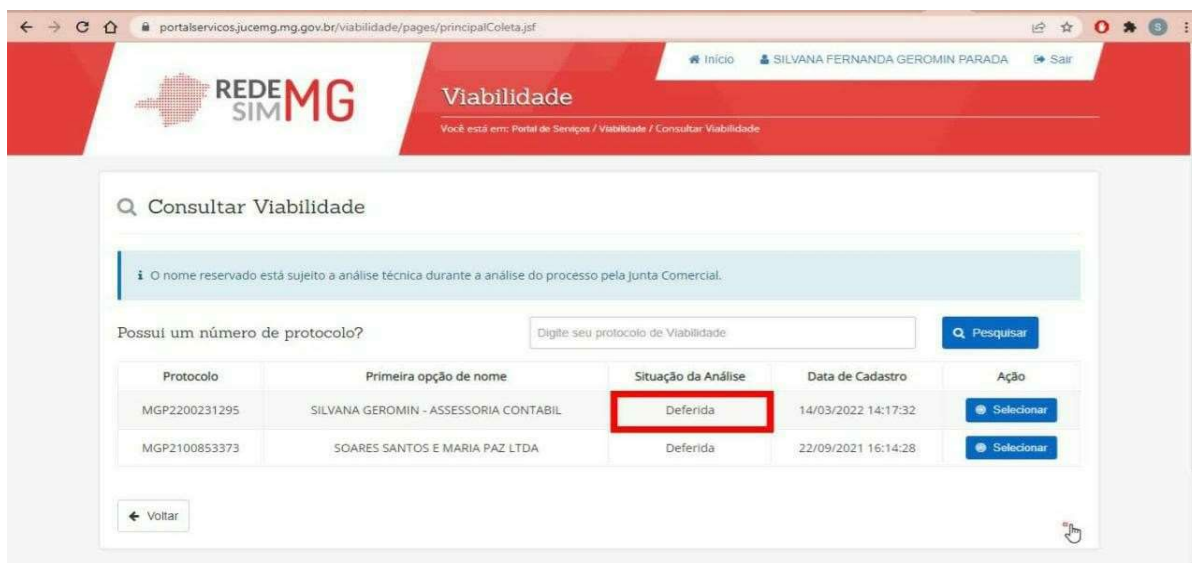 portalservicos.jucemg.mg.gov.br/viabilidade/pages/principalColeta.jsf
S
Início SILVANA FERNANDA GEROMIN PARADA Sair
REDE
SIM MG
Viabilidade
Você está em: Portal de Serviços / Viabilidade / Consultar Viabilidade
Consultar Viabilidade
i O nome reservado está sujeito a análise técnica durante a análise do processo pela Junta Comercial.
Possui um número de protocolo? Digite seu protocolo de Viabilidade Pesquisar
Protocolo Primeira opção de nome Situação da Análise Data de Cadastro Ação
MGP2200231295 SILVANA GEROMIN - ASSESSORIA CONTABIL Deferida 14/03/2022 14:17:32 Selecionar
MGP2100853373 SOARES SANTOS E MARIA PAZ LTDA Deferida 22/09/2021 16:14:28 Selecionar
Voltar